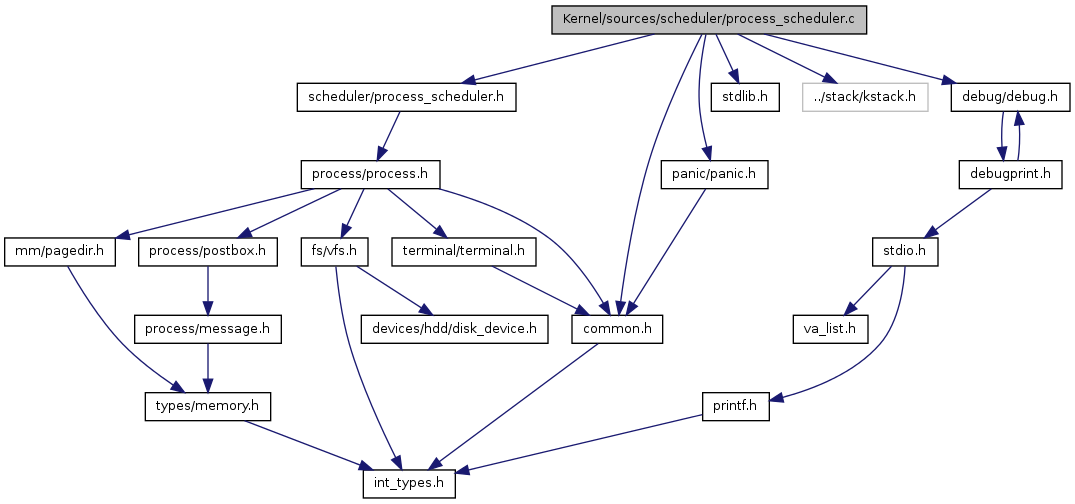 Kernel/sources/scheduler/process_scheduler.c
scheduler/process_scheduler.h
stdlib.h
../stack/kstack.h
debug/debug.h
process/process.h
panic/panic.h
debugprint.h
mm/pagedir.h
process/postbox.h
fs/vfs.h
terminal/terminal.h
stdio.h
process/message.h
devices/hdd/disk_device.h
common.h
va_list.h
types/memory.h
printf.h
int_types.h